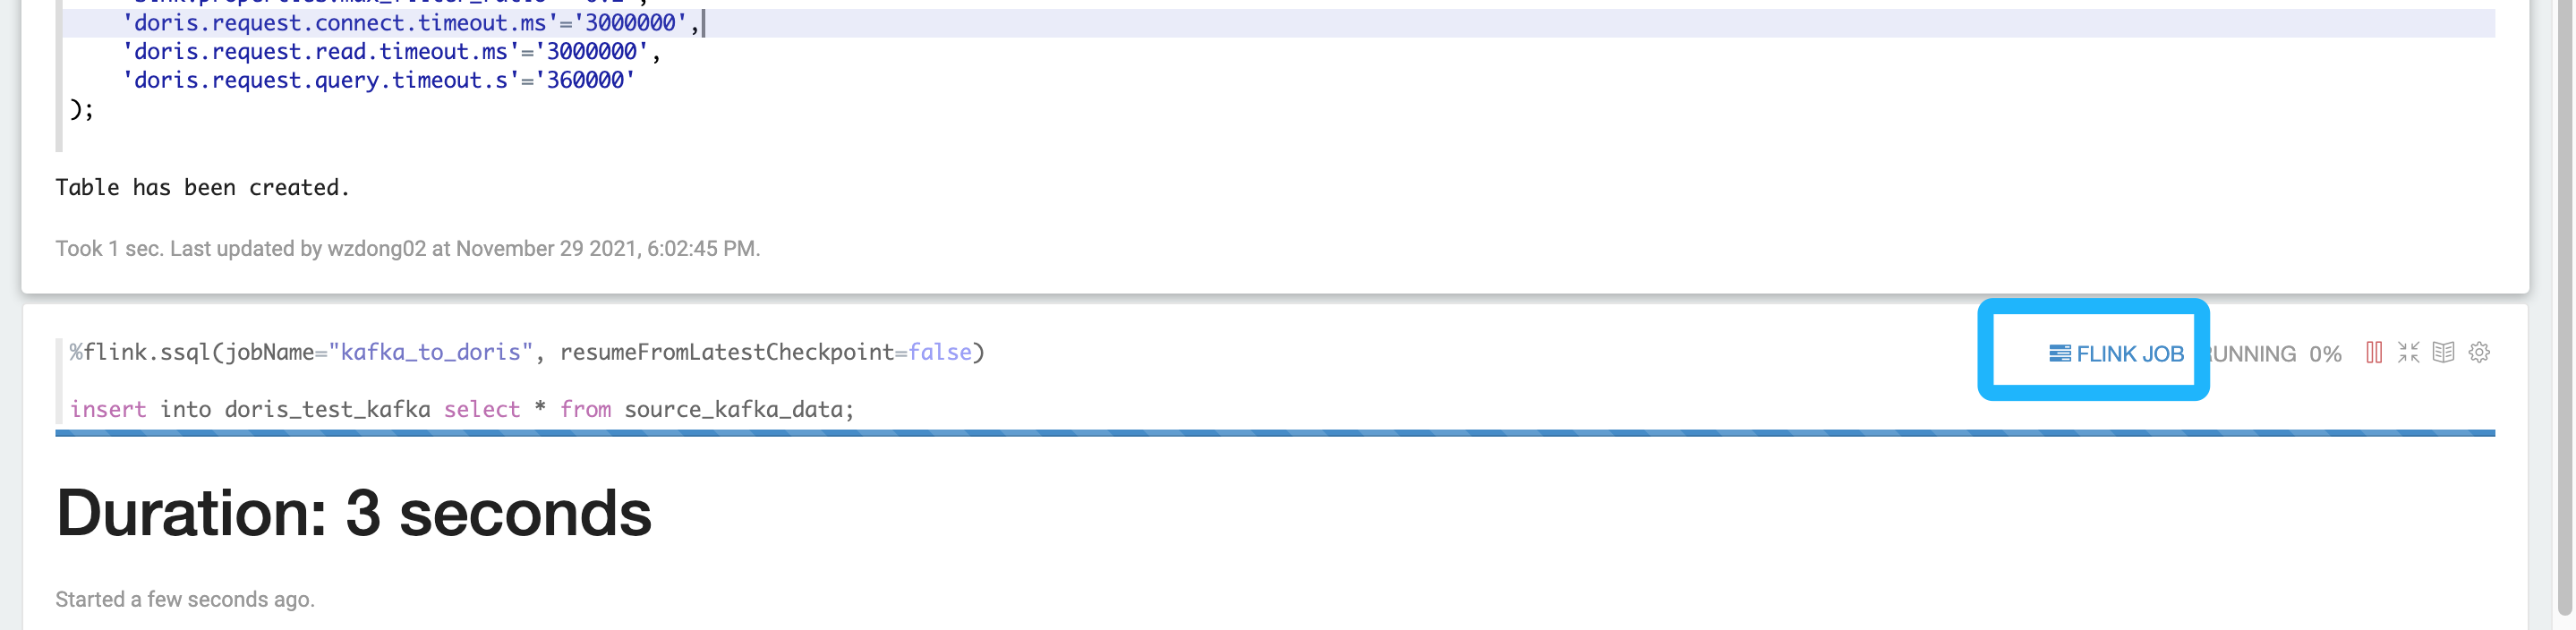 'doris.request.connect.timeout.ms'='3000000',
'doris.request.read.timeout.ms'='3000000',
'doris.request.query.timeout.s'='360000'
);
Table has been created.
Took 1 sec. Last updated by wzdong02 at November 29 2021, 6:02:45 PM.
%flink.ssql(jobName="kafka_to_doris", resumeFromLatestCheckpoint=false)
FLINK JOB UNNING 0%
insert into doris_test_kafka select * from source_kafka_data;
Duration: 3 seconds
Started a few seconds ago.